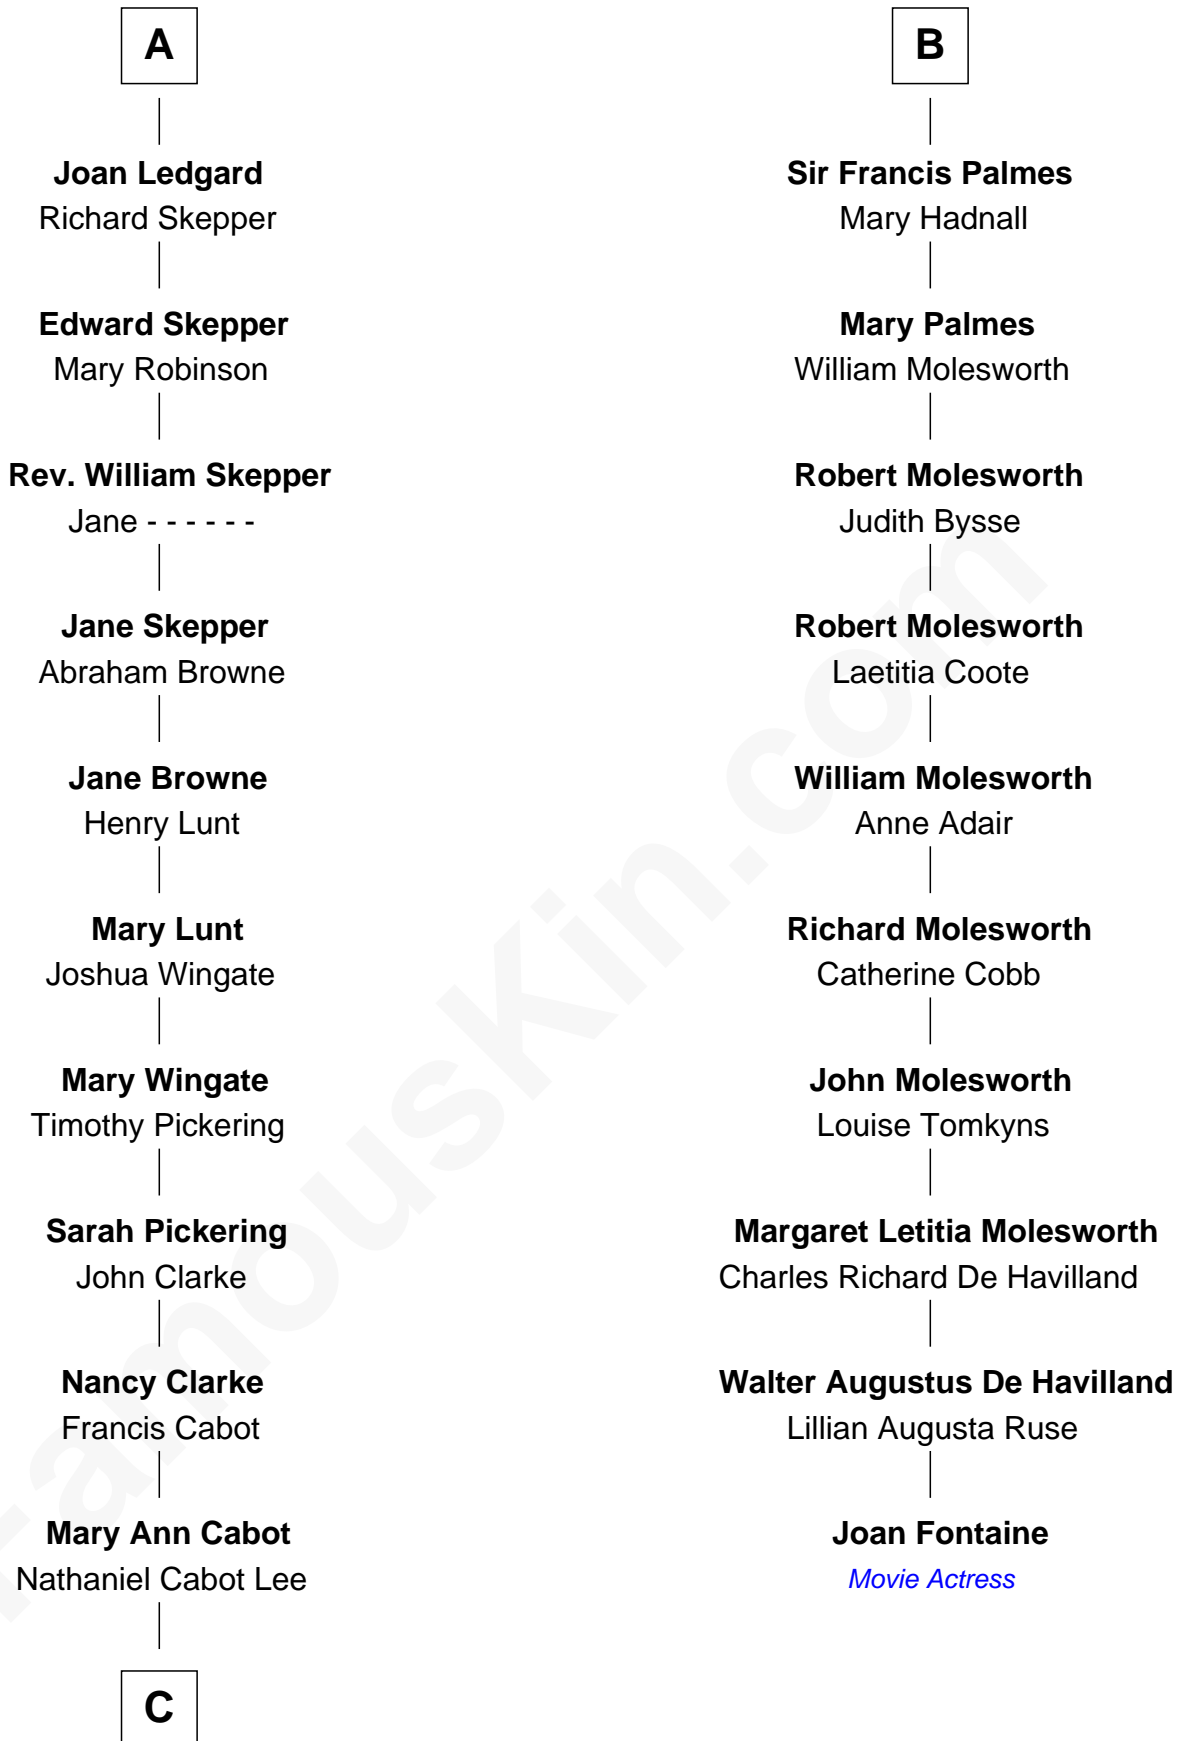 A
Joan Ledgard
Richard Skepper
Edward Skepper
Mary Robinson
Rev. William Skepper
Jane - - - - - -
Jane Skepper
Abraham Browne
Jane Browne
Henry Lunt
Mary Lunt
Joshua Wingate
Mary Wingate
Timothy Pickering
Sarah Pickering
John Clarke
Nancy Clarke
Francis Cabot
Mary Ann Cabot
Nathaniel Cabot Lee
C
B
Sir Francis Palmes
Mary Hadnall
Mary Palmes
William Molesworth
Robert Molesworth
Judith Bysse
Robert Molesworth
Laetitia Coote
William Molesworth
Anne Adair
Richard Molesworth
Catherine Cobb
John Molesworth
Louise Tomkyns
Margaret Letitia Molesworth
Charles Richard De Havilland
Walter Augustus De Havilland
Lillian Augusta Ruse
Joan Fontaine
Movie Actress
FamousKin.com